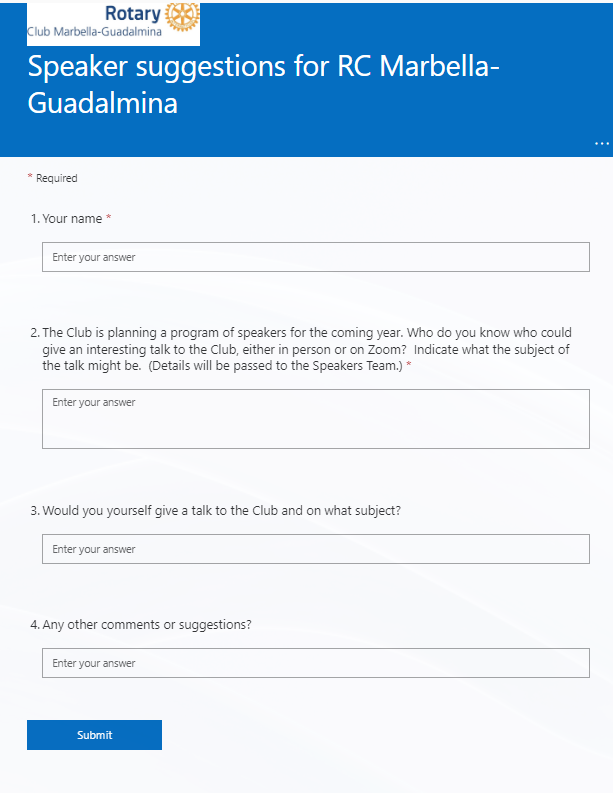 Rotary
Club Marbella-Guadalmina
Speaker suggestions for RC Marbella-
Guadalmina
...
* Required
1. Your name *
Enter your answer
2. The Club is planning a program of speakers for the coming year. Who do you know who could
give an interesting talk to the Club, either in person or on Zoom?  Indicate what the subject of
the talk might be.  (Details will be passed to the Speakers Team.) *
Enter your answer
3. Would you yourself give a talk to the Club and on what subject?
Enter your answer
4. Any other comments or suggestions?
Enter your answer
Submit